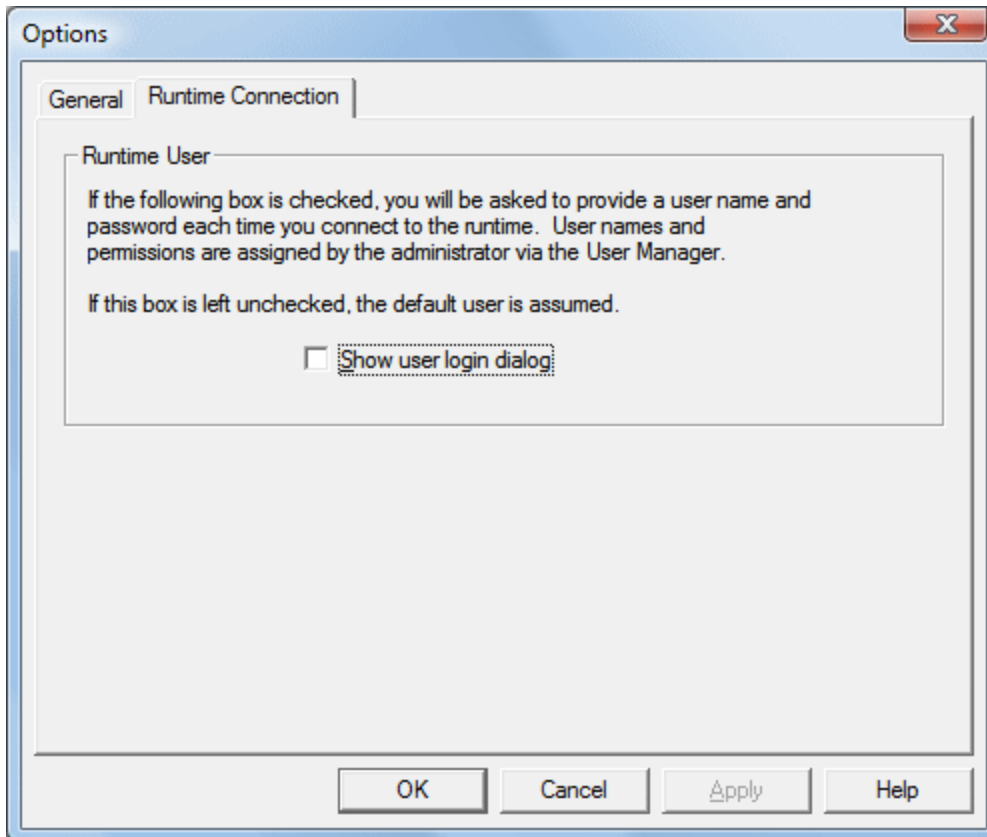 Options
General
Runtime Connection
Runtime User
If the following box is checked, you will be asked to provide a user name and
password each time you connect to the runtime.  User names and
permissions are assigned by the administrator via the User Manager.
If this box is left unchecked, the default user is assumed.
Show user login dialog
OK
Cancel
Apply
Help